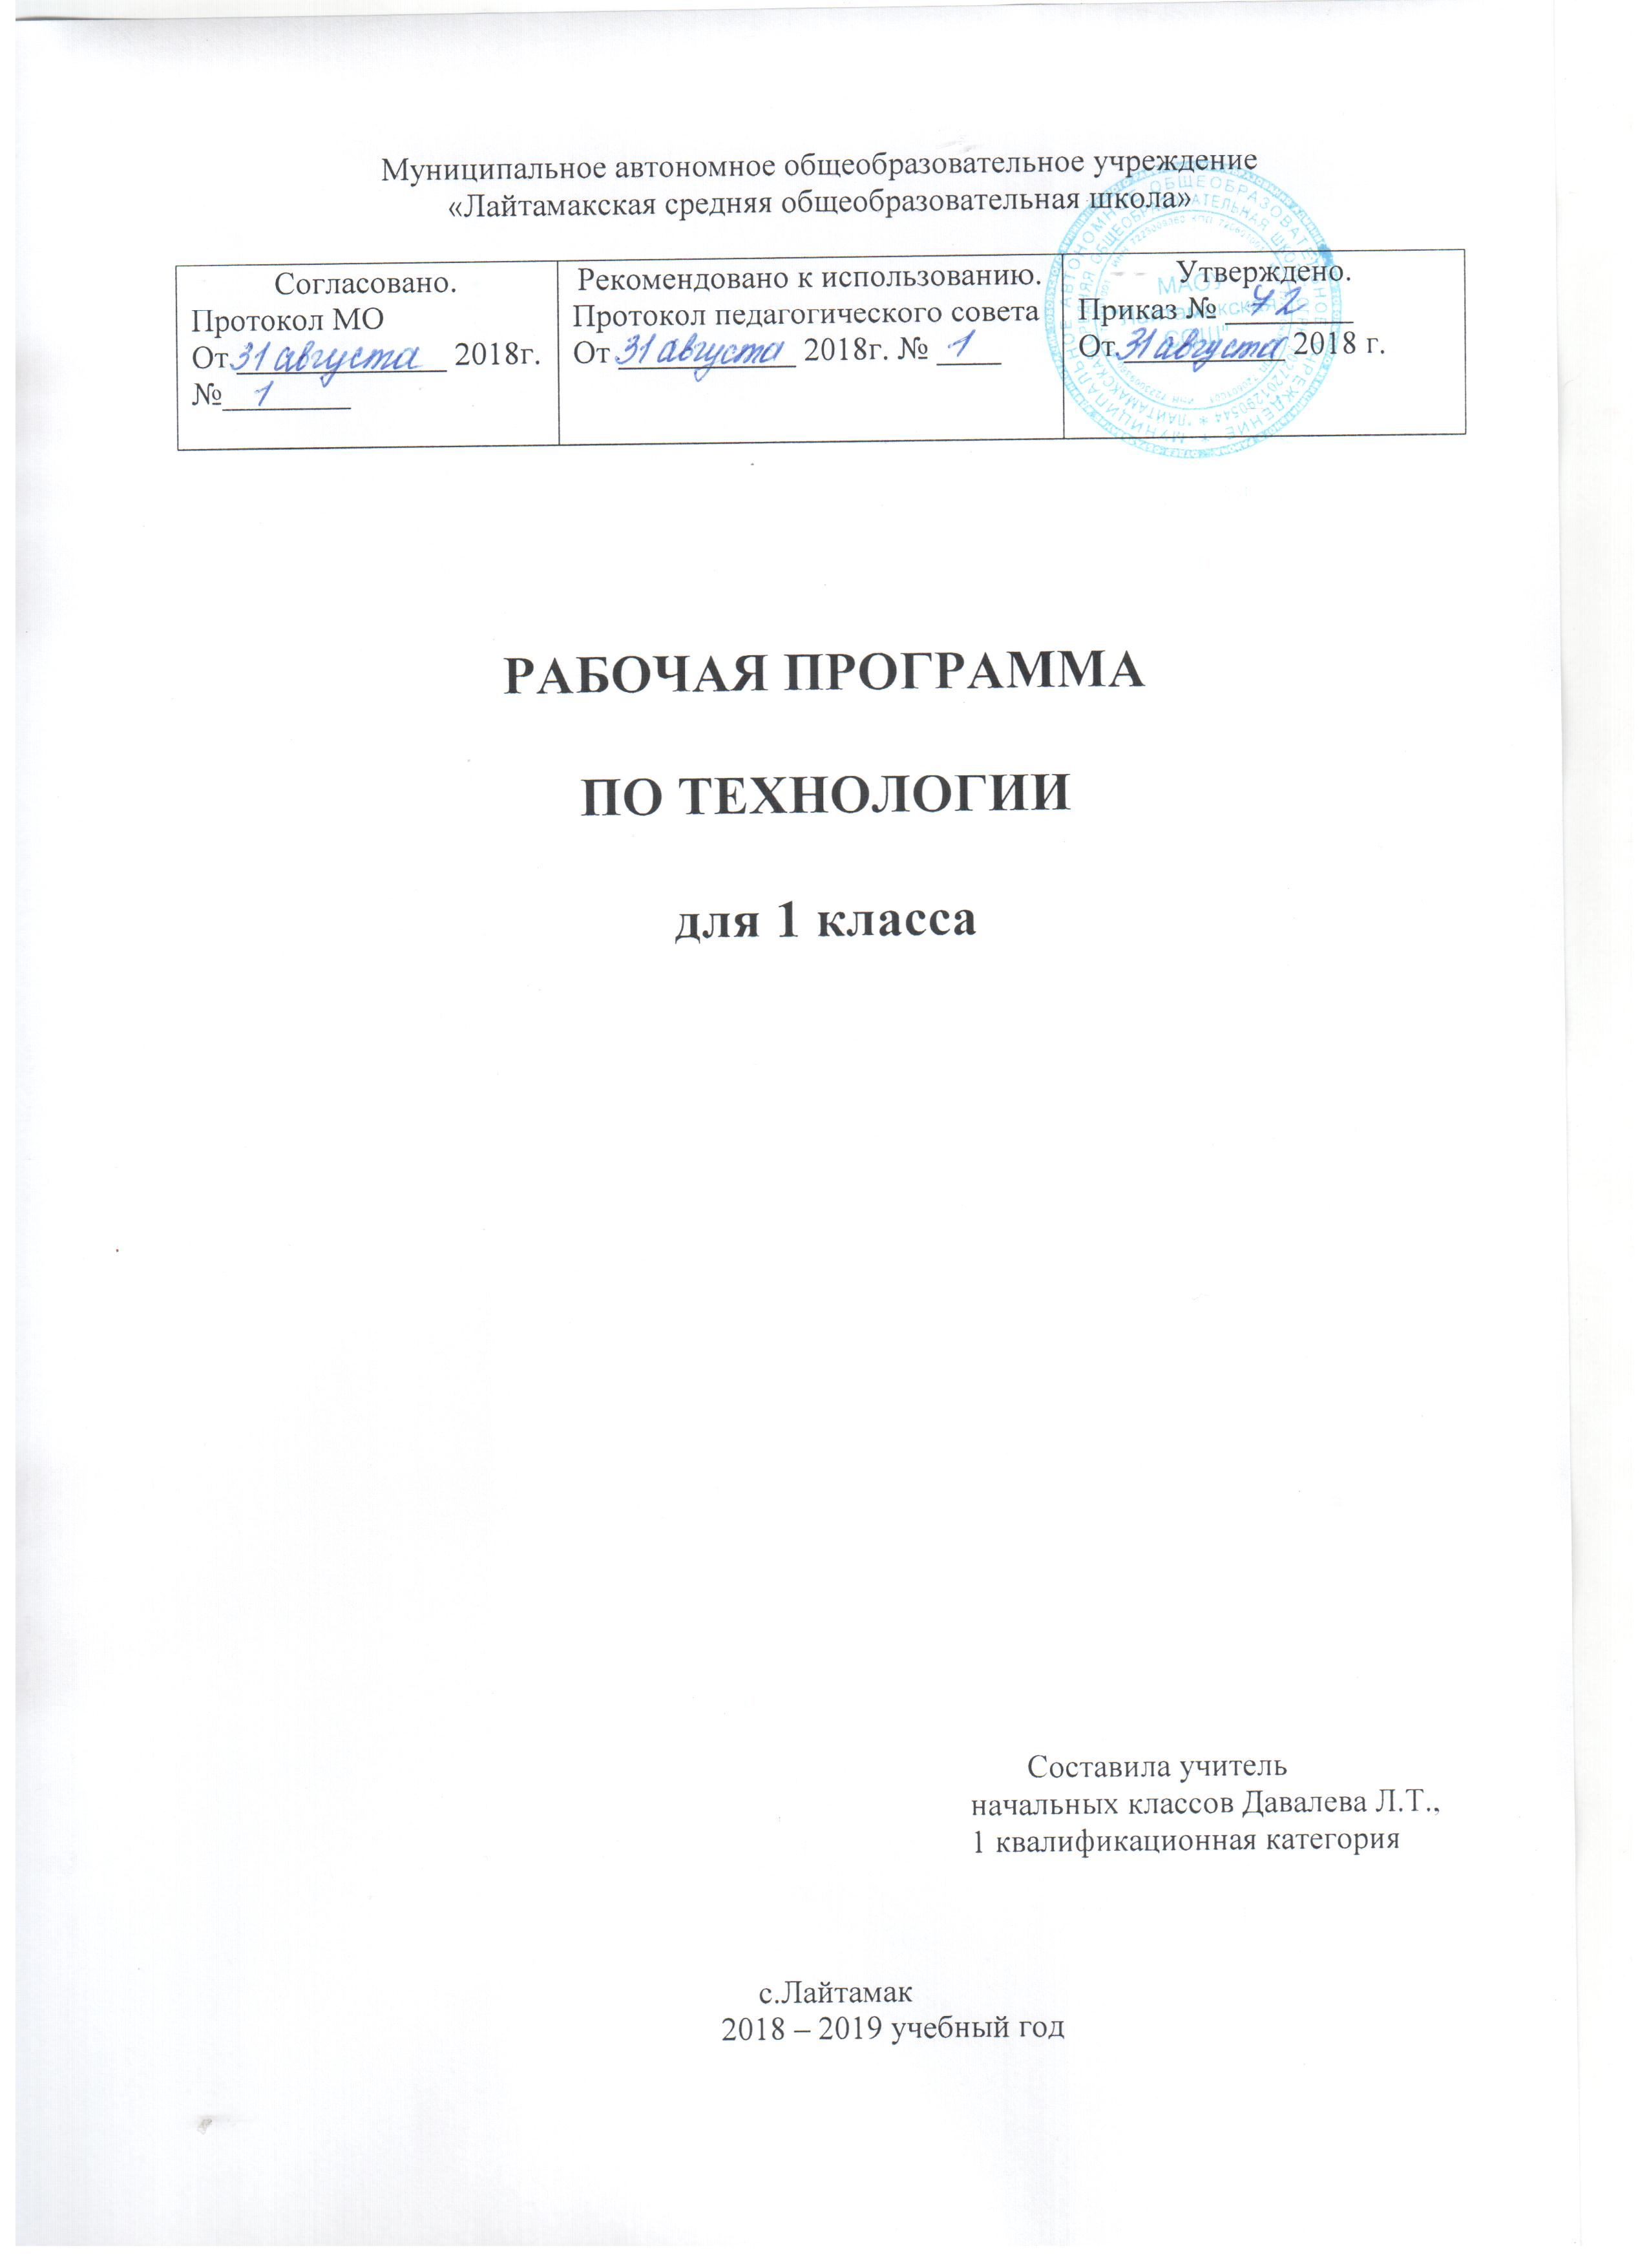 Муниципальное автономное общеобразовательное учреждение
«Лайтамакская средняя общеобразовательная школа»
Согласовано.
Протокол МО
От 31 августа 2018г.
№ 1
Рекомендовано к использованию.
Протокол педагогического совета
От 31 августа 2018г. № 1
Утверждено.
Приказ № 72
От 31 августа 2018 г.
МАОУ
РАБОЧАЯ ПРОГРАММА
ПО ТЕХНОЛОГИИ
для 1 класса
Составила учитель
начальных классов Давалева Л.Т.,
1 квалификационная категория
с.Лайтамак
2018 – 2019 учебный год